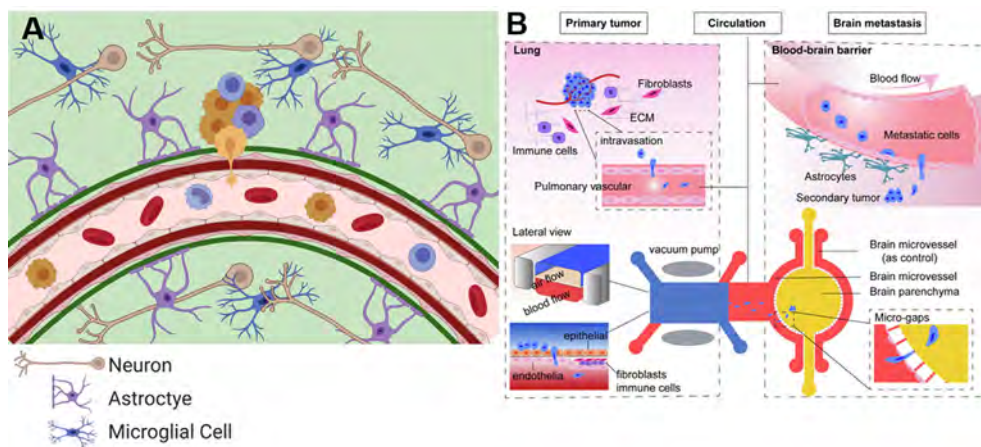 A
Neuron
Astroctye
Microglial Cell
B
Primary tumor
Circulation
Brain metastasis
Lung
Fibroblasts
ECM
Immune cells
intravasation
Pulmonary vascular
Blood-brain barrier
Blood flow
Metastatic cells
Astrocytes
Secondary tumor
Lateral view
air flow
blood flow
vacuum pump
epithelial
endothelia
fibroblasts
immune cells
Brain microvessel
(as control)
Brain microvessel
Brain parenchyma
Micro-gaps